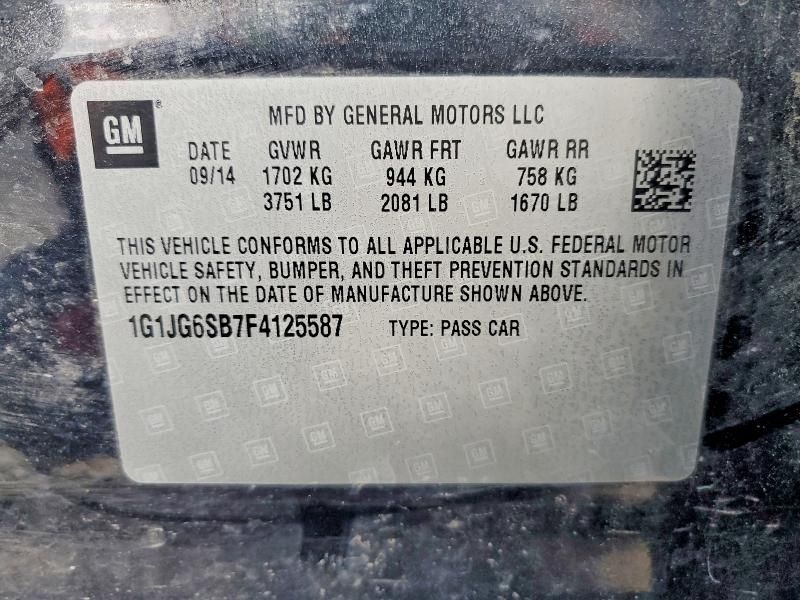 GM®
MFD BY GENERAL MOTORS LLC
DATE GVWR GAWR FRT GAWR RR
09/14 1702 KG 944 KG 758 KG
3751 LB 2081 LB 1670 LB
THIS VEHICLE CONFORMS TO ALL APPLICABLE U.S. FEDERAL MOTOR
VEHICLE SAFETY, BUMPER, AND THEFT PREVENTION STANDARDS IN
EFFECT ON THE DATE OF MANUFACTURE SHOWN ABOVE.
1G1JG6SB7F4125587 TYPE: PASS CAR